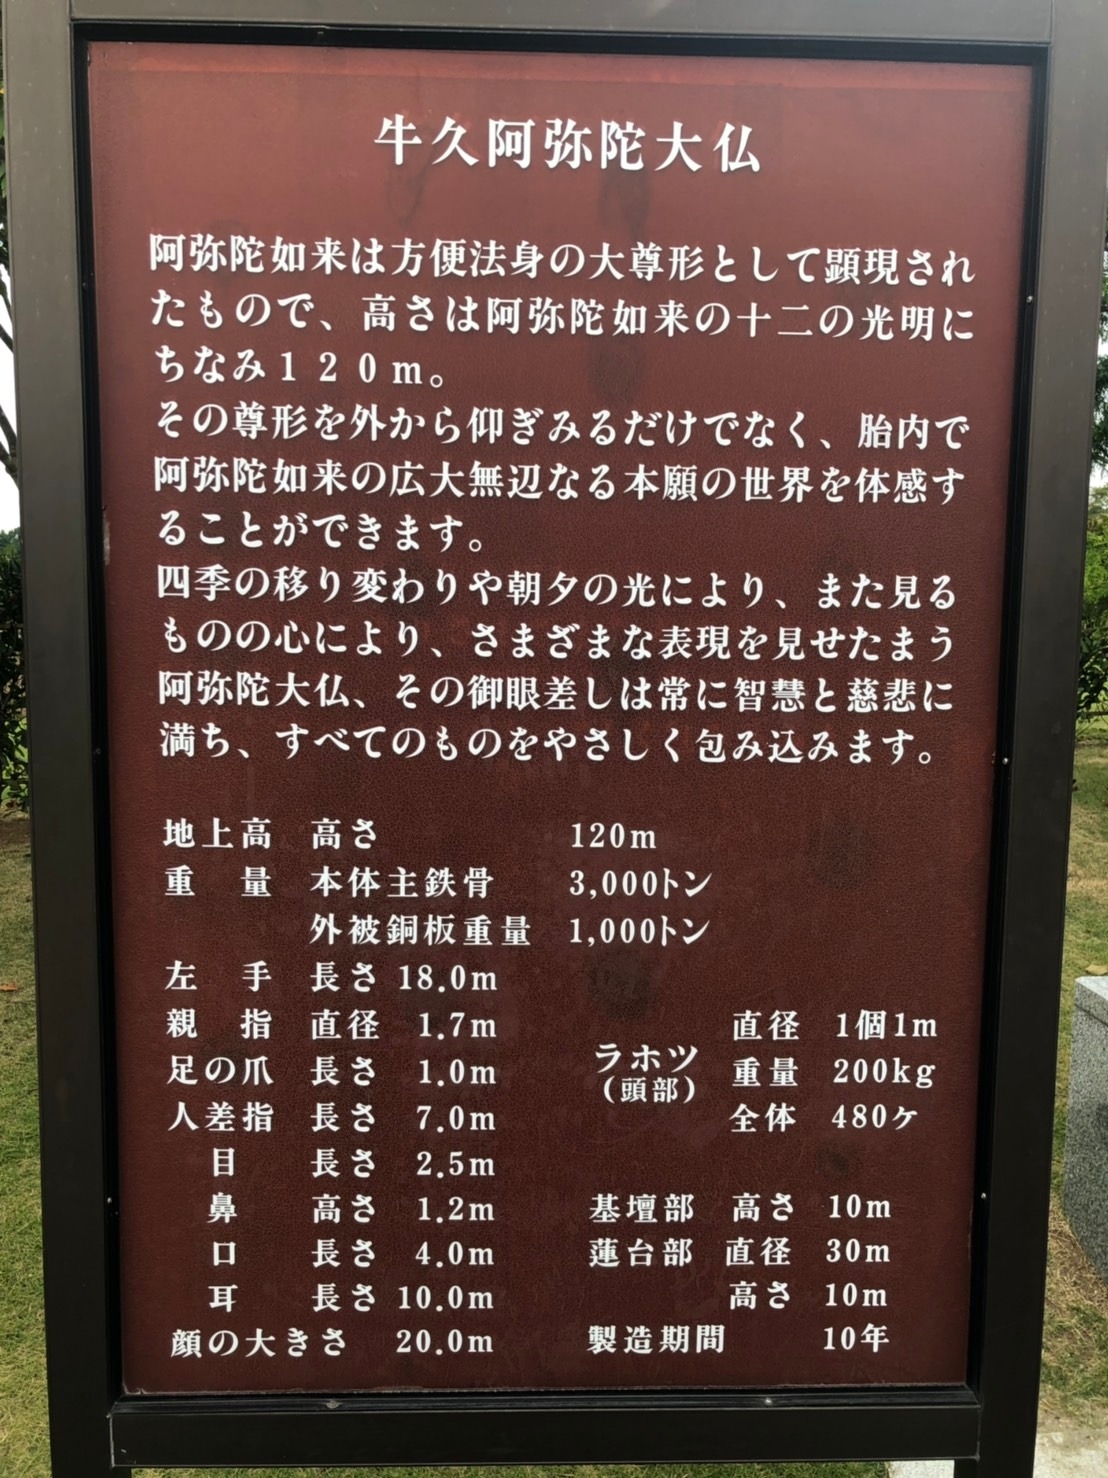 牛久阿弥陀大仏
阿弥陀如来は方便法身の大尊形として顕現され
たもので、高さは阿弥陀如来の十二の光明に
ちなみ120m。
その尊形を外から仰ぎみるだけでなく、胎内で
阿弥陀如来の広大無辺なる本願の世界を体感す
ることができます。
四季の移り変わりや朝夕の光により、また見る
ものの心により、さまざまな表現を見せたまう
阿弥陀大仏、その御眼差しは常に智慧と慈悲に
満ち、すべてのものをやさしく包み込みます。
地上高 高さ 120m
重量 本体主鉄骨 3,000トン
外被銅板重量 1,000トン
左手 長さ 18.0m
親指 直径 1.7m
足の爪 長さ 1.0m
人差指 長さ 7.0m
目 長さ 2.5m
鼻 高さ 1.2m
口 長さ 4.0m
耳 長さ 10.0m
顔の大きさ 20.0m
直径 1個1m
ラホツ
(頭部) 重量 200kg
全体 480ケ
基壇部 高さ 10m
蓮台部 直径 30m
高さ 10m
製造期間 10年